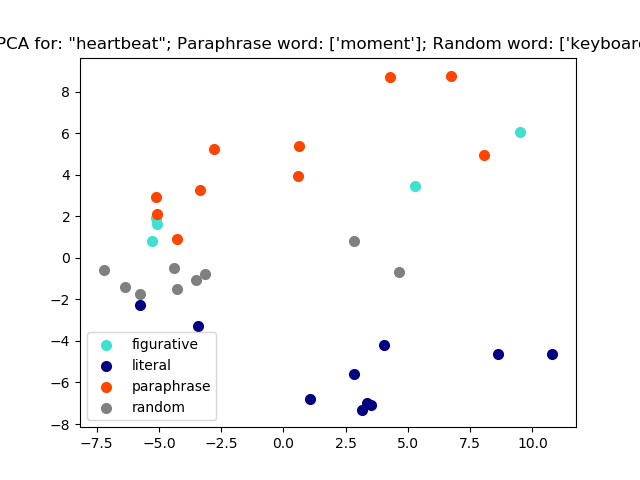 PCA for: "heartbeat"; Paraphrase word: ['moment']; Random word: ['keyboard
8
6
4
2
0
−2
−4
−6
−8
figurative
literal
paraphrase
random
−7.5 −5.0 −2.5 0.0 2.5 5.0 7.5 10.0